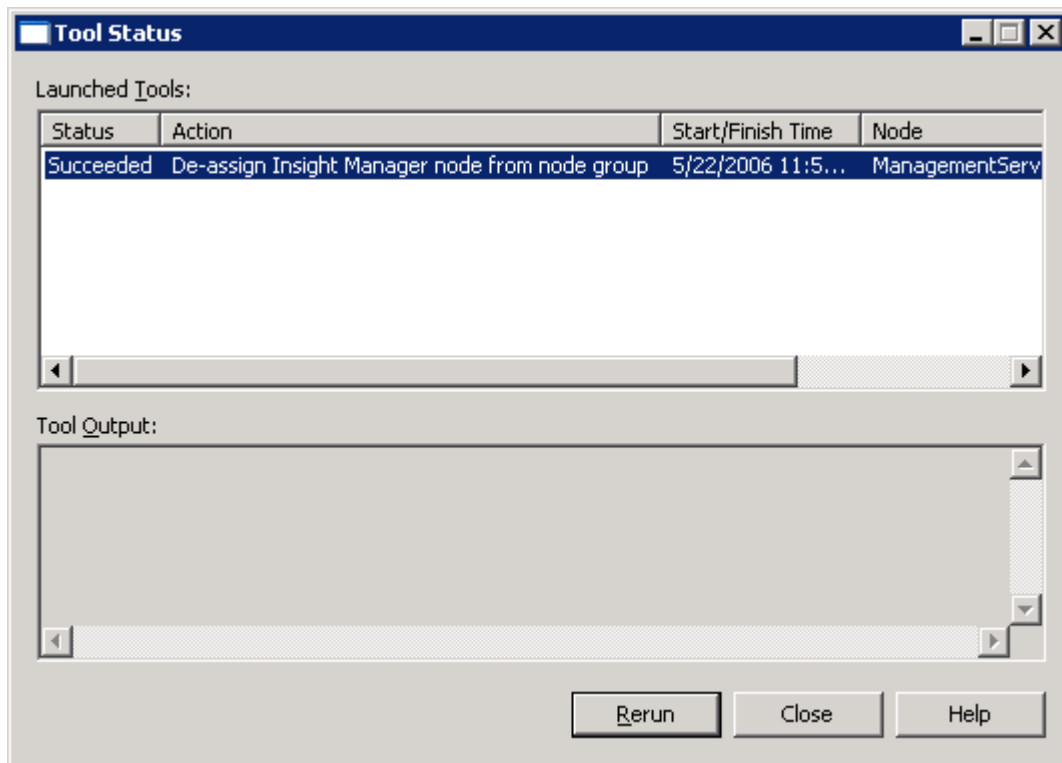 Tool Status
Launched Tools:
Status Action Start/Finish Time Node
Succeeded De-assign Insight Manager node from node group 5/22/2006 11:5... ManagementServ
Tool Output:
Rerun Close Help